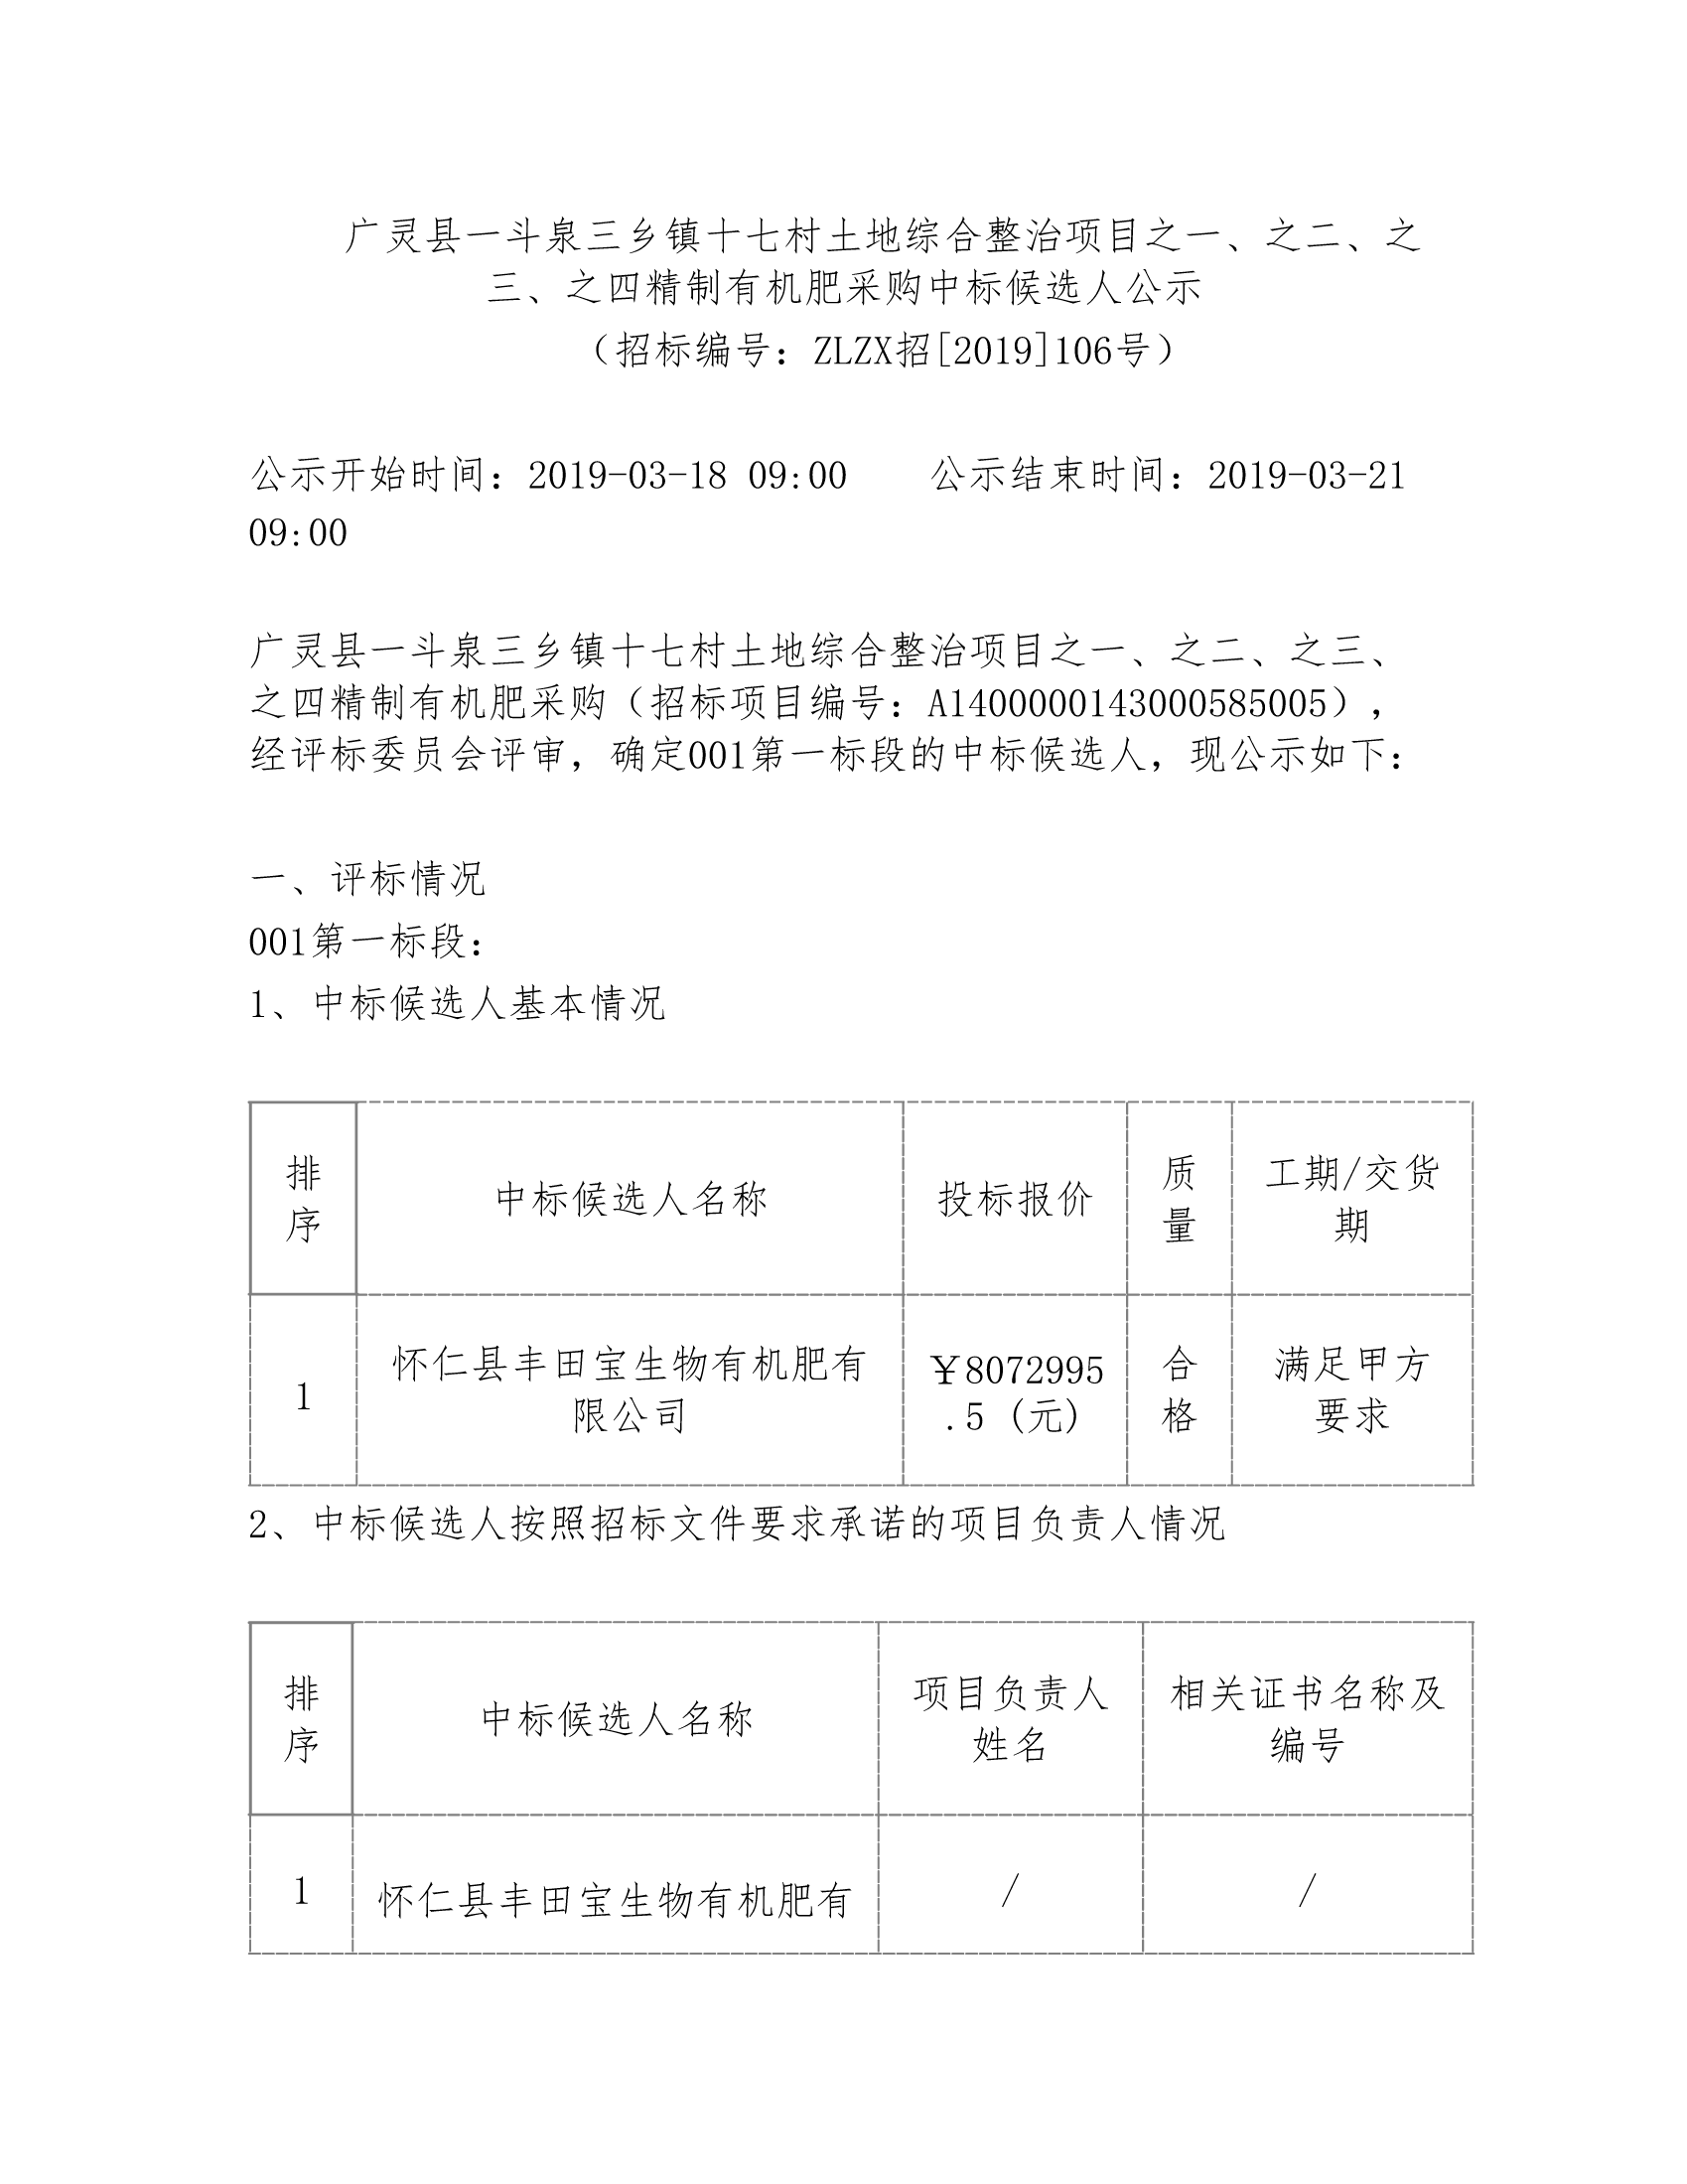 广灵县一斗泉三乡镇十七村土地综合整治项目之一、之二、之
三、之四精制有机肥采购中标候选人公示
（招标编号：ZLZX招[2019]106号）
公示开始时间：2019-03-18 09:00 公示结束时间：2019-03-21
09:00
广灵县一斗泉三乡镇十七村土地综合整治项目之一、之二、之三、
之四精制有机肥采购（招标项目编号：A1400000143000585005），
经评标委员会评审，确定001第一标段的中标候选人，现公示如下：
一、评标情况
001第一标段：
1、中标候选人基本情况
排
序
中标候选人名称
投标报价
质
量
工期/交货
期
1
怀仁县丰田宝生物有机肥有
限公司
￥8072995
.5 (元)
合
格
满足甲方
要求
2、中标候选人按照招标文件要求承诺的项目负责人情况
排
序
中标候选人名称
项目负责人
姓名
相关证书名称及
编号
1
怀仁县丰田宝生物有机肥有
/
/